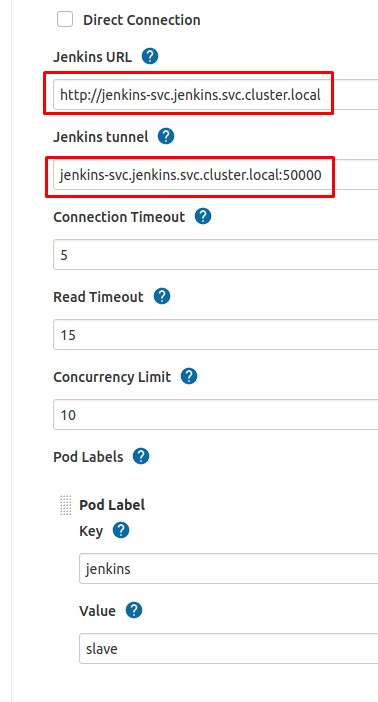 Direct Connection
Jenkins URL ?
http://jenkins-svc.jenkins.svc.cluster.local
Jenkins tunnel ?
jenkins-svc.jenkins.svc.cluster.local:50000
Connection Timeout ?
5
Read Timeout ?
15
Concurrency Limit ?
10
Pod Labels ?
Pod Label
Key ?
jenkins
Value ?
slave